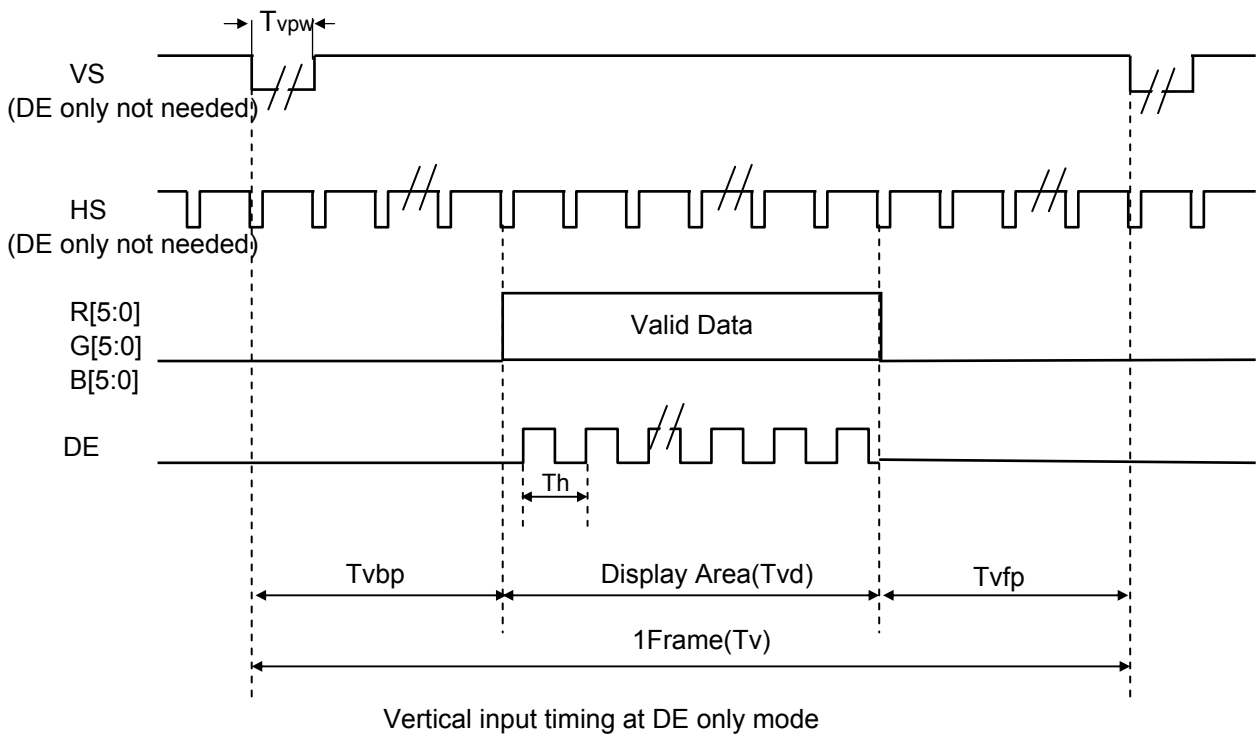 Tvpw
VS
(DE only not needed)
HS
(DE only not needed)
R[5:0]
G[5:0]
B[5:0]
Valid Data
DE
Th
Tvbp
Display Area(Tvd)
Tvfp
1Frame(Tv)
Vertical input timing at DE only mode